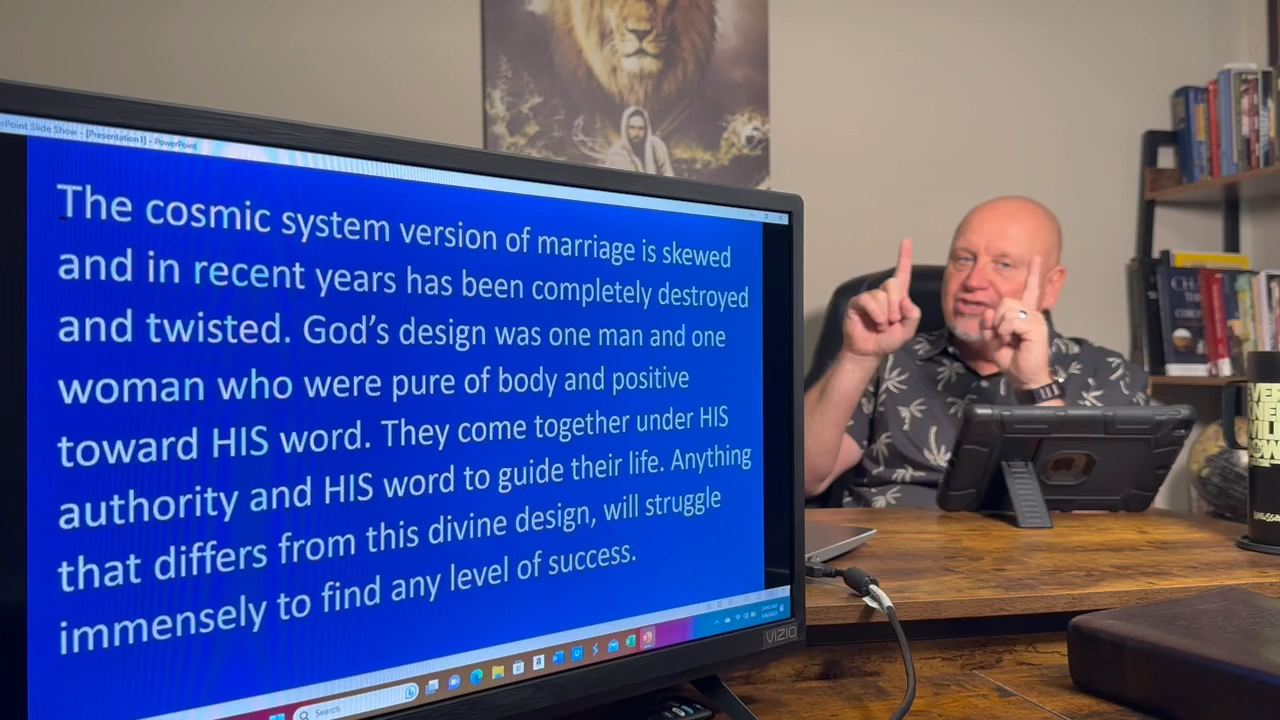 Point Slide Show - [Presentation1] - PowerPoint
The cosmic system version of marriage is skewed
and in recent years has been completely destroyed
and twisted. God's design was one man and one
woman who were pure of body and positive
toward HIS word. They come together under HIS
authority and HIS word to guide their life. Anything
that differs from this divine design, will struggle
immensely to find any level of success.
Search
VIZIO